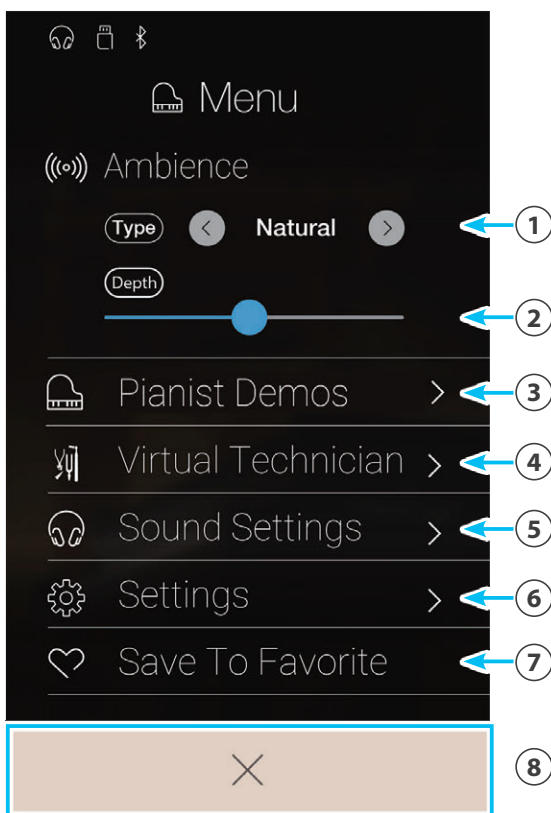 Menu
Ambience
Type Natural ①
Depth
②
Pianist Demos ③
Virtual Technician ④
Sound Settings ⑤
Settings ⑥
Save To Favorite ⑦
⑧